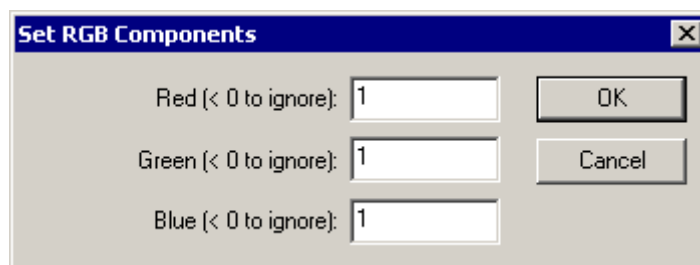 Set RGB Components
Red (< 0 to ignore): 1 OK
Green (< 0 to ignore): 1 Cancel
Blue (< 0 to ignore): 1